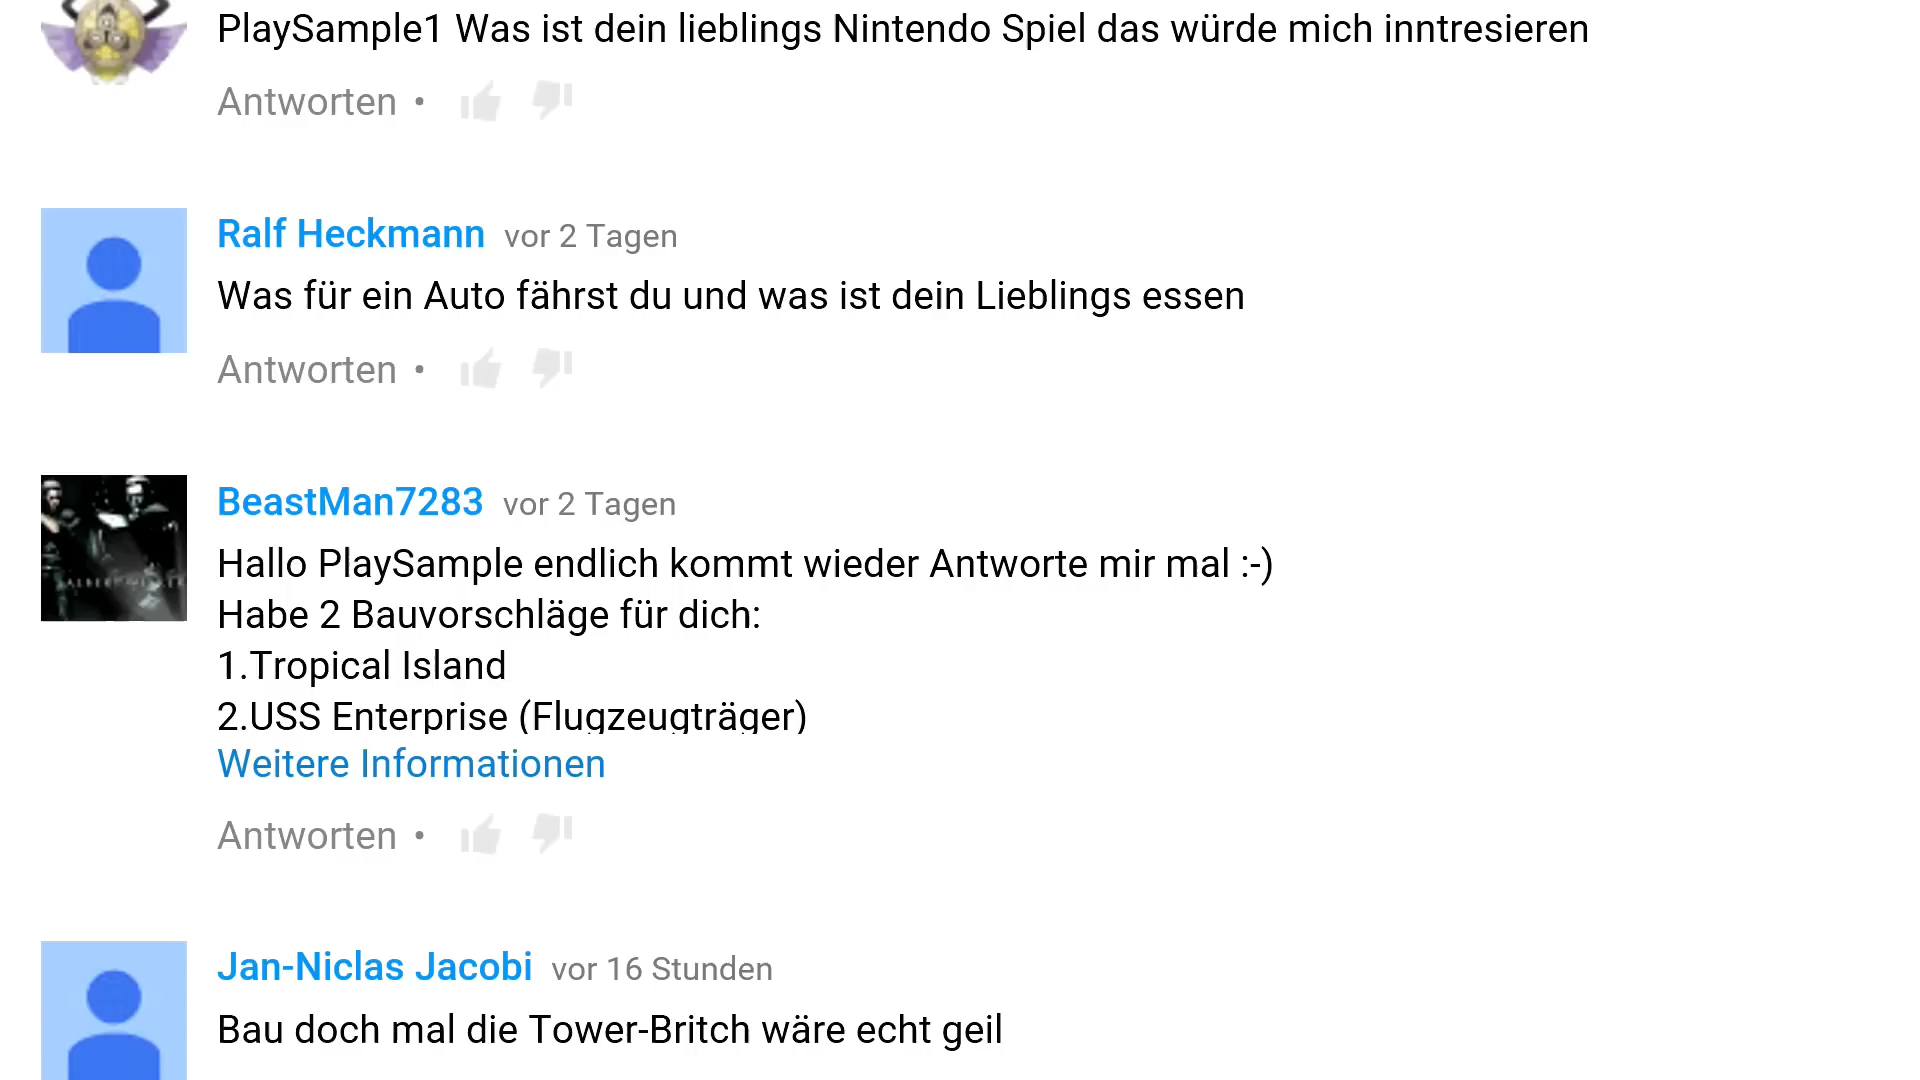 PlaySample1 Was ist dein lieblings Nintendo Spiel das würde mich inntresieren
Antworten •
Ralf Heckmann vor 2 Tagen
Was für ein Auto fährst du und was ist dein Lieblings essen
Antworten •
BeastMan7283 vor 2 Tagen
Hallo PlaySample endlich kommt wieder Antworte mir mal :-)
Habe 2 Bauvorschläge für dich:
1.Tropical Island
2.USS Enterprise (Flugzeugträger)
Weitere Informationen
Antworten •
Jan-Niclas Jacobi vor 16 Stunden
Bau doch mal die Tower-Britch wäre echt geil